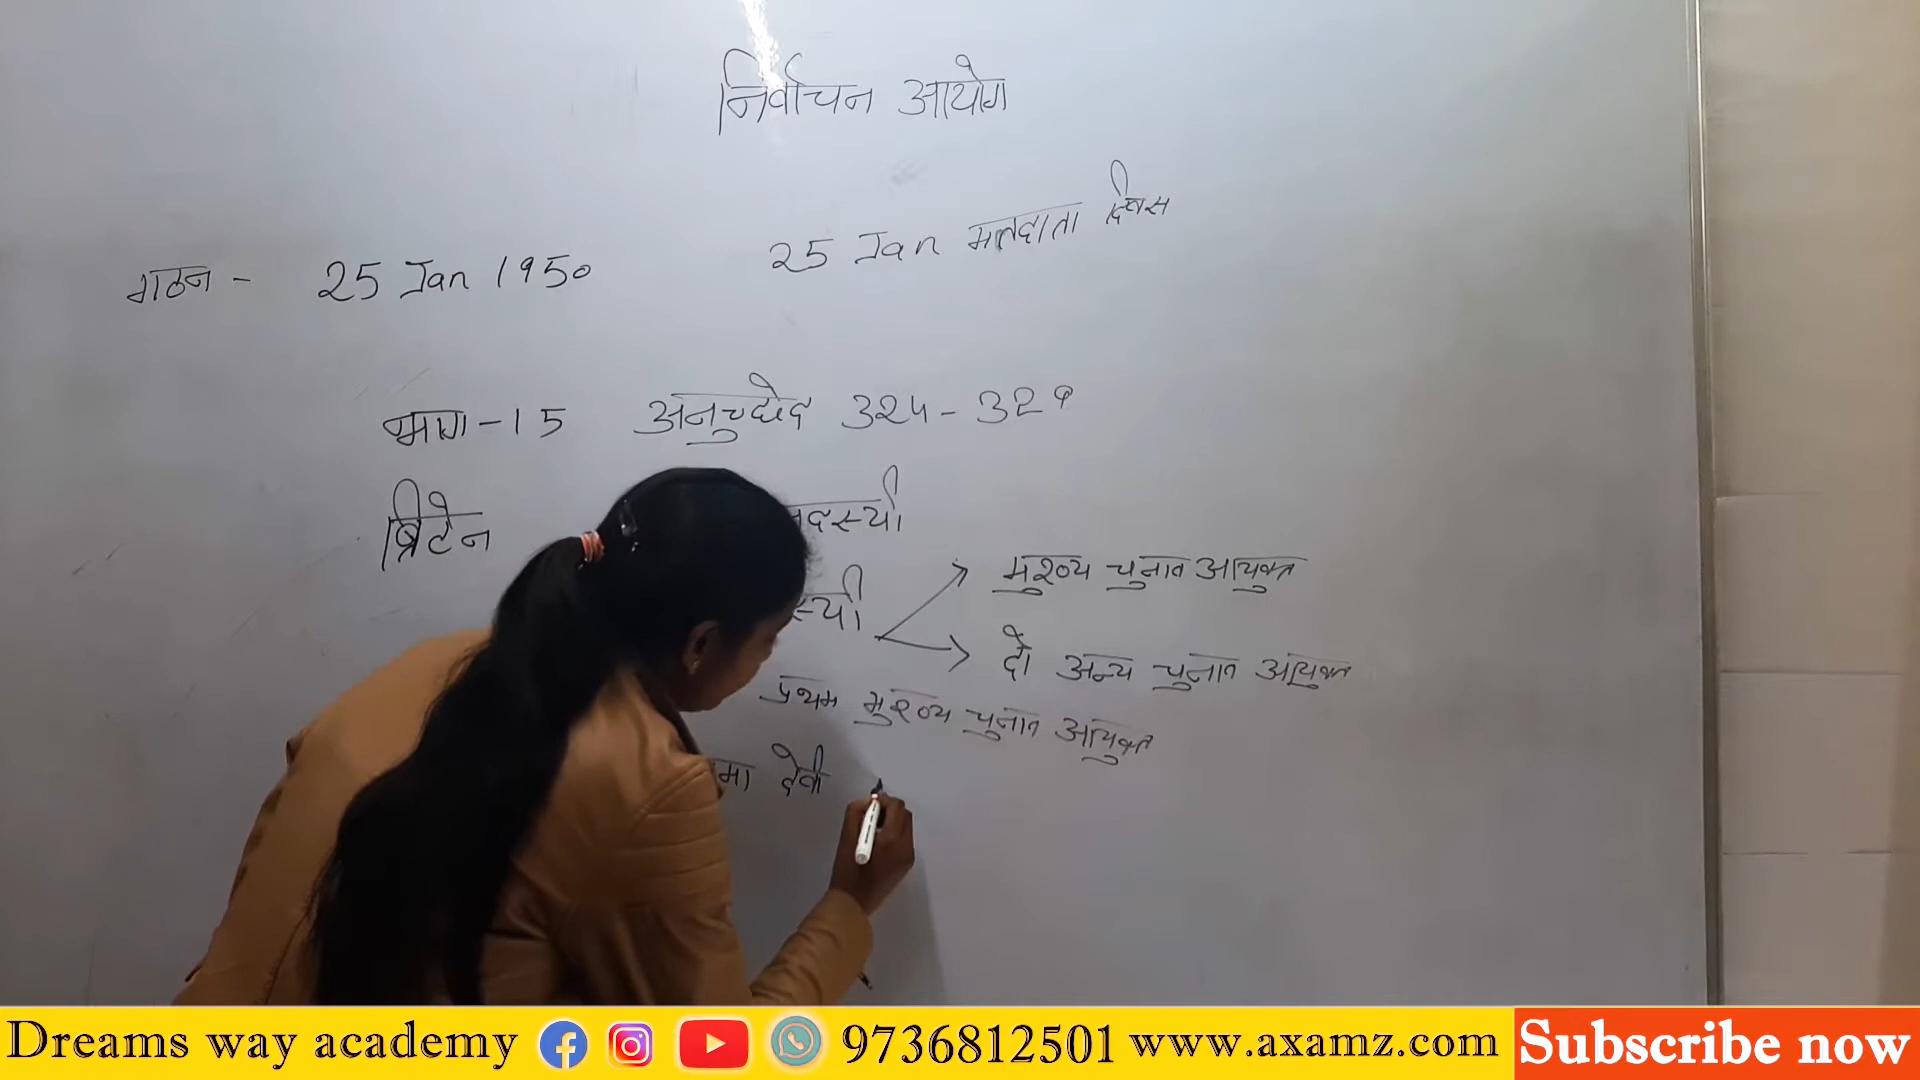 निर्वाचन आयोग
गठन - 25 Jan 1950
25 Jan मतदाता दिवस
भाग - 15 अनुच्छेद 324 - 329
ब्रिटेन
मुख्य चुनाव आयुक्त
दो अन्य चुनाव आयुक्त
प्रथम मुख्य चुनाव आयुक्त
देवी
Dreams way academy 9736812501 www.axamz.com Subscribe now